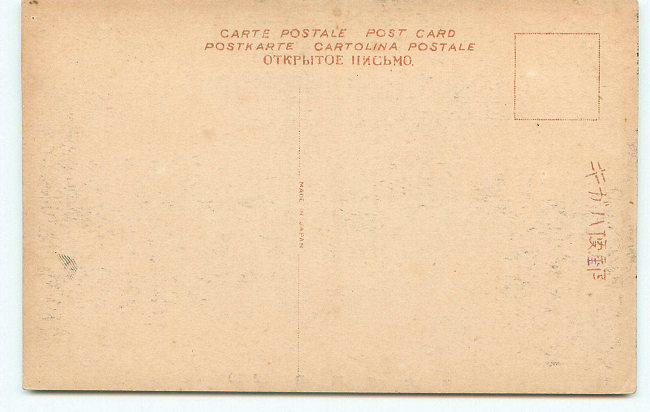 CARTE POSTALE POST CARD
POSTKARTE CARTOLINA POSTALE
ОТКРЫТОЕ ПИСЬМО.
MADE IN JAPAN